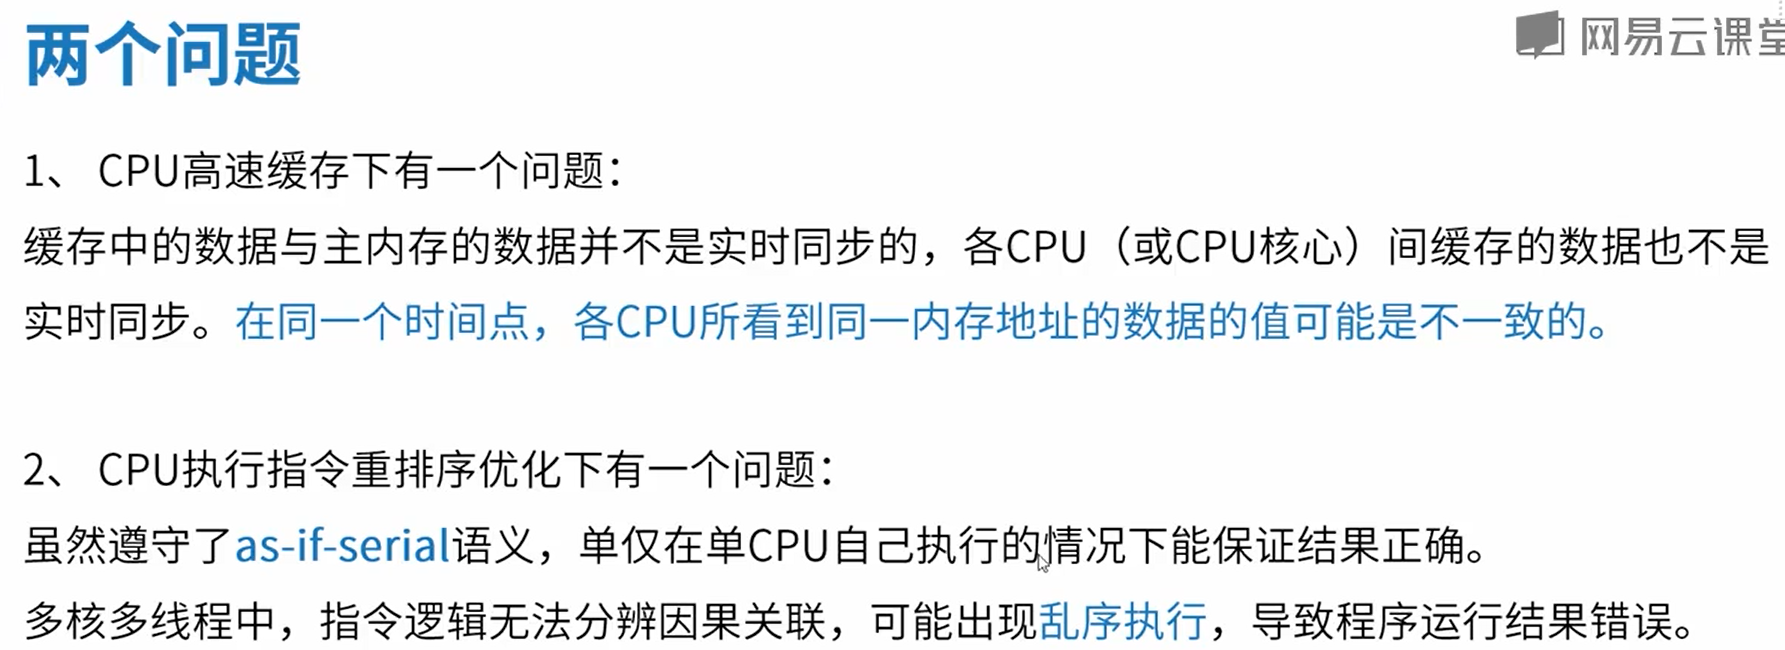 两个问题
网易云课堂
1、 CPU高速缓存下有一个问题：
缓存中的数据与主内存的数据并不是实时同步的，各CPU（或CPU核心）间缓存的数据也不是
实时同步。在同一个时间点，各CPU所看到同一内存地址的数据的值可能是不一致的。
2、 CPU执行指令重排序优化下有一个问题：
虽然遵守了as-if-serial语义，单仅在单CPU自己执行的情况下能保证结果正确。
多核多线程中，指令逻辑无法分辨因果关联，可能出现乱序执行，导致程序运行结果错误。